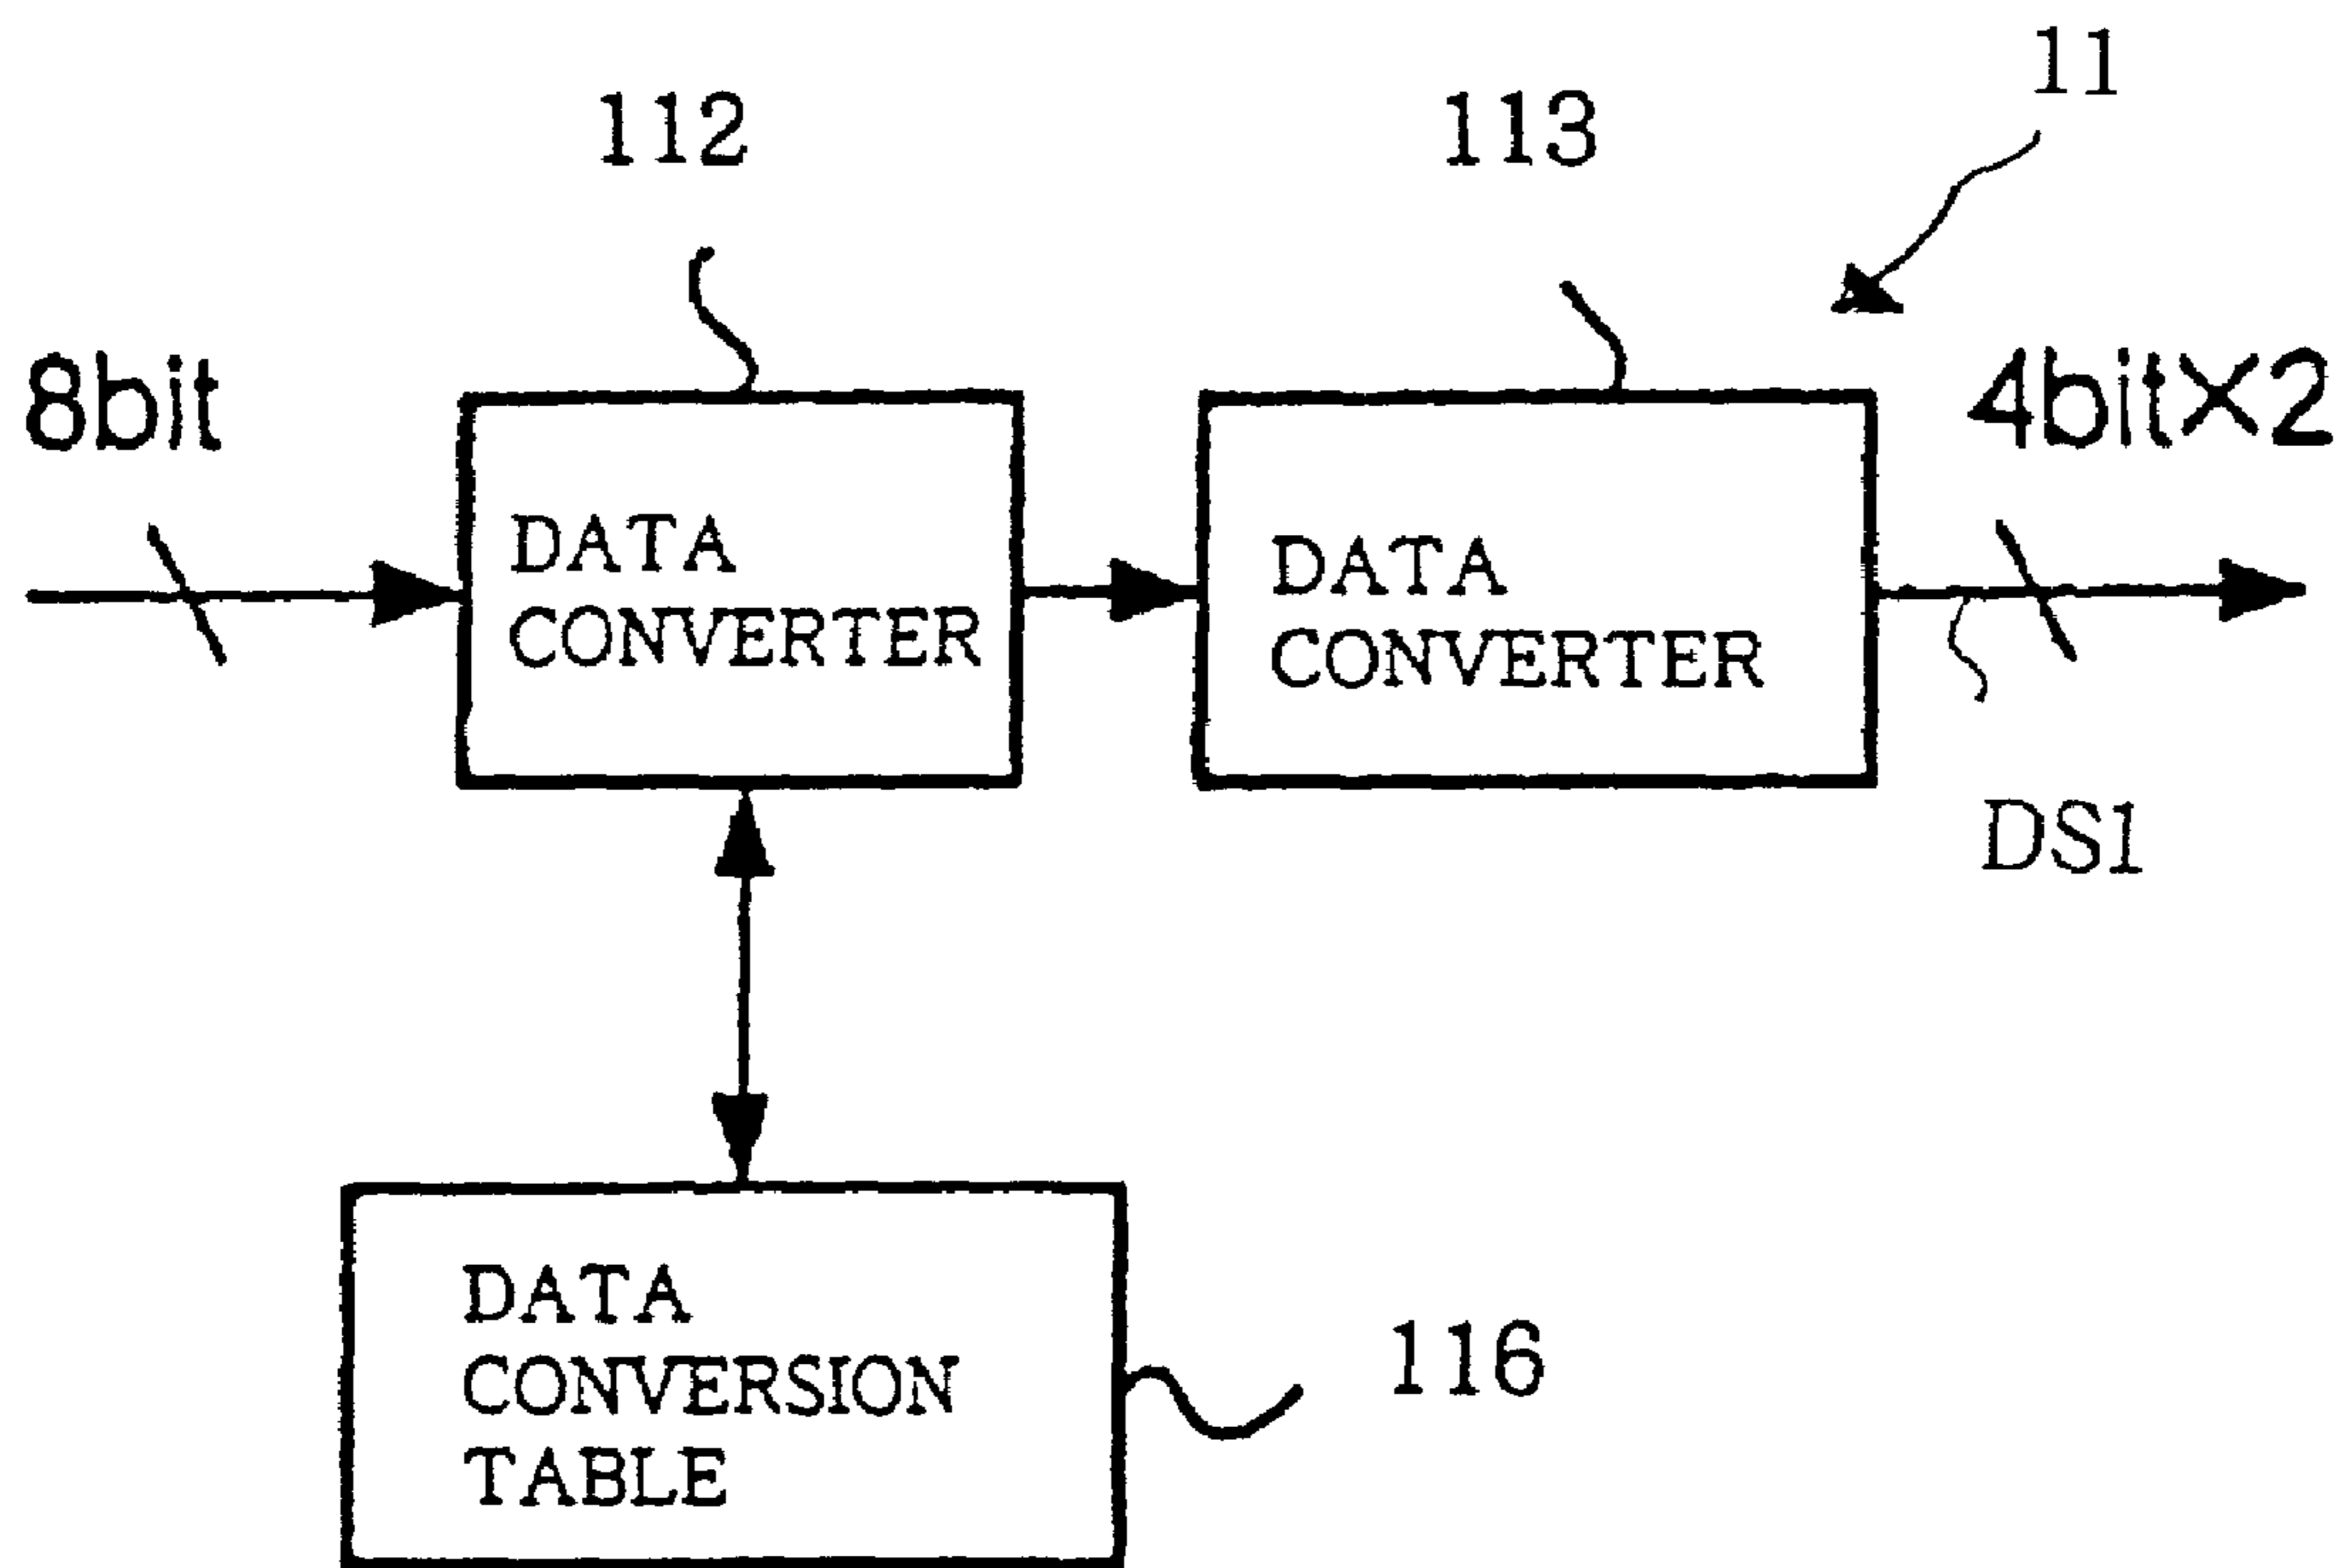 11
112
113
8bit
4bit×2
DATA
CONVERTER
DATA
CONVERTER
DS1
DATA
CONVERSION
TABLE
116